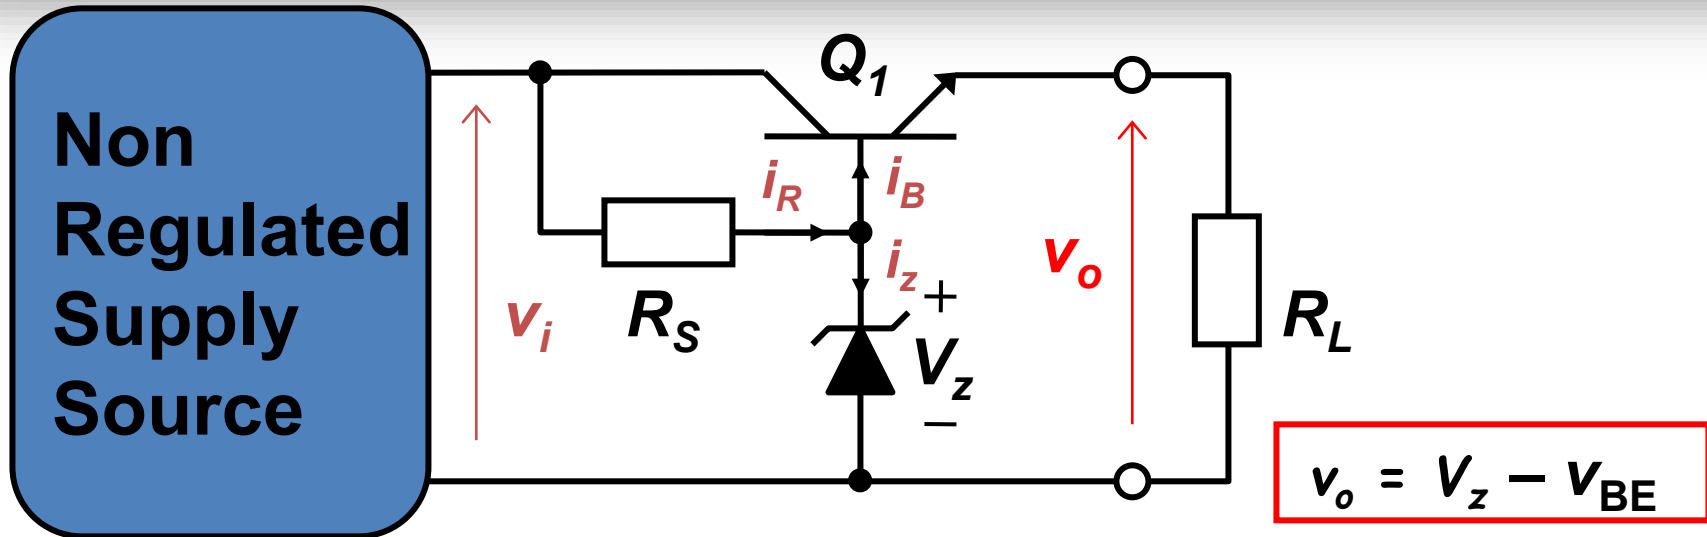 Non
Regulated
Supply
Source
Q1
iR
iB
iz
+
vi
RS
Vz
−
vo
RL
vo = Vz − vBE